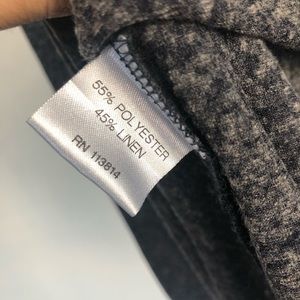 55% POLYESTER
45% LINEN
RN 113814